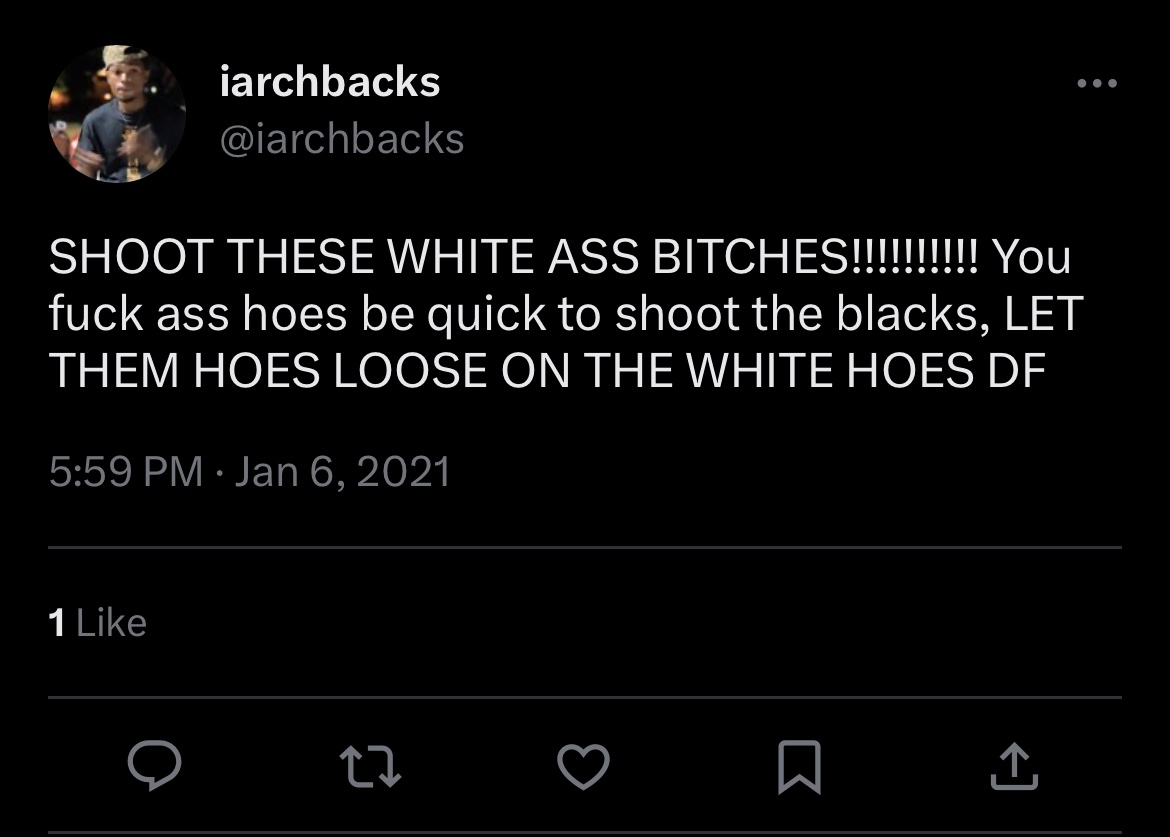 iarchbacks
@iarchbacks
SHOOT THESE WHITE ASS BITCHES!!!!!!!!!! You
fuck ass hoes be quick to shoot the blacks, LET
THEM HOES LOOSE ON THE WHITE HOES DF
5:59 PM · Jan 6, 2021
1 Like